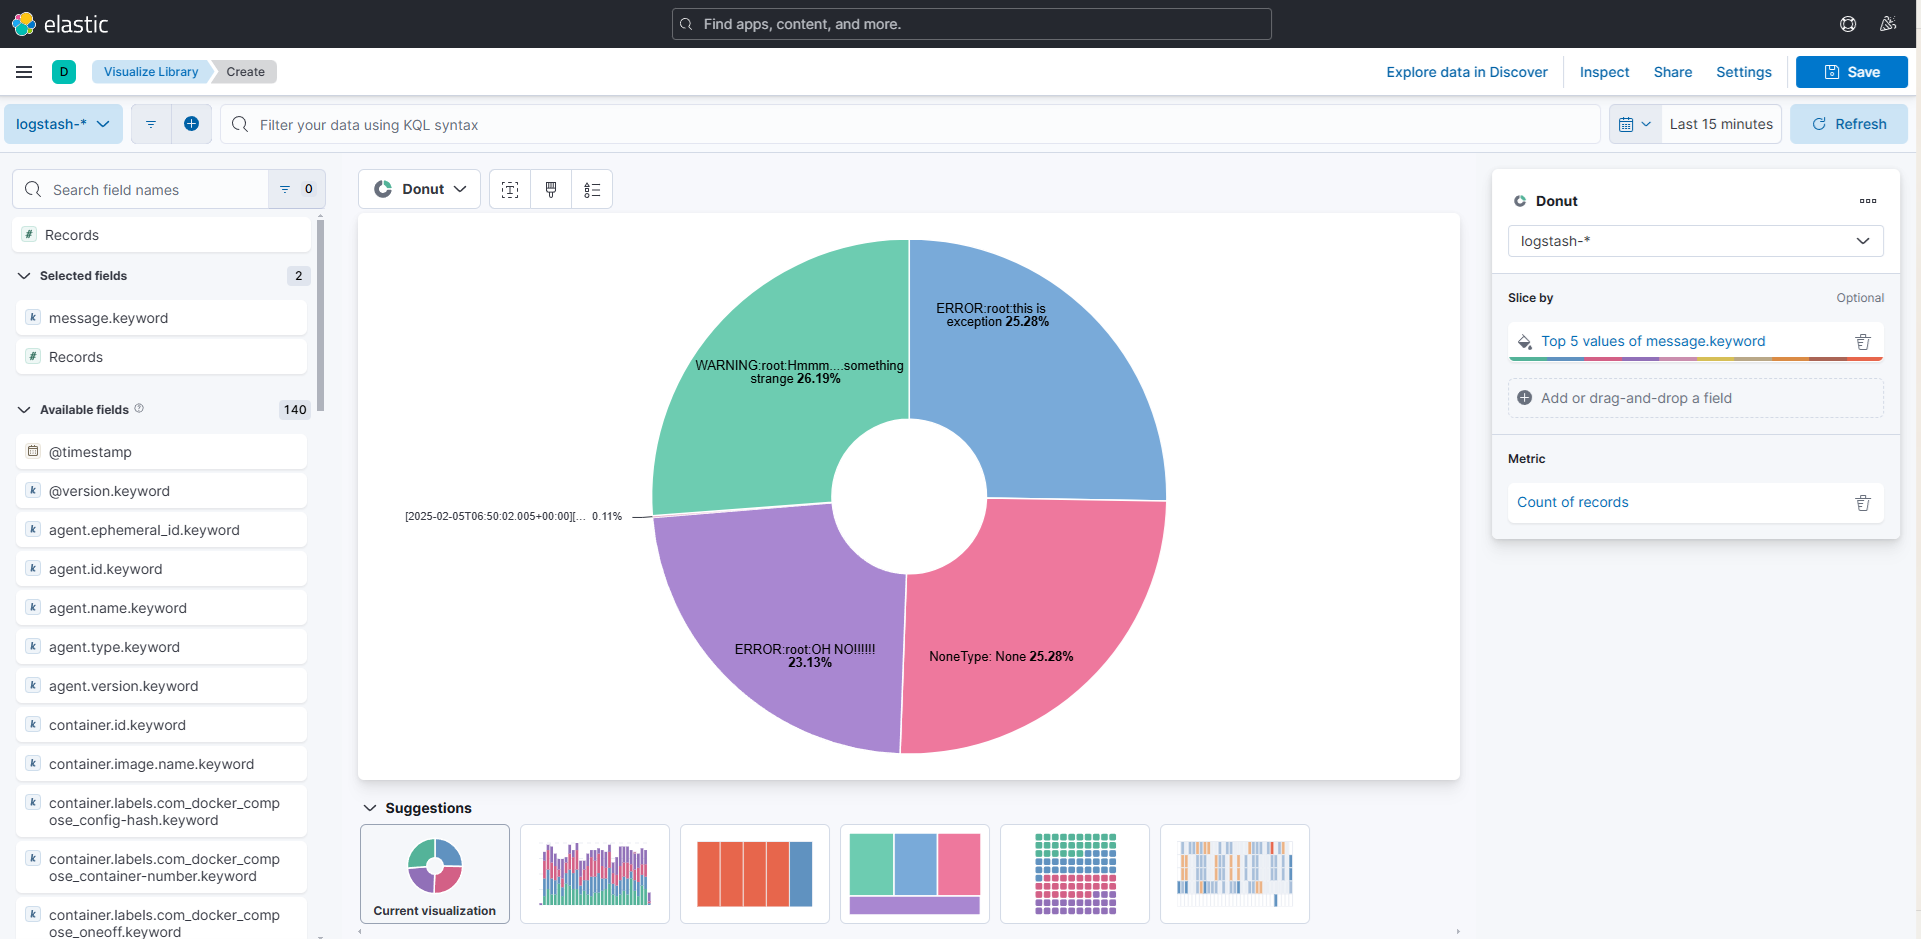 elastic
Find apps, content, and more.
D
Visualize Library
Create
Explore data in Discover
Inspect
Share
Settings
Save
logstash-*
Filter your data using KQL syntax
Last 15 minutes
Refresh
Search field names
0
# Records
Selected fields
2
k message.keyword
# Records
Available fields
140
@timestamp
k @version.keyword
k agent.ephemeral_id.keyword
k agent.id.keyword
k agent.name.keyword
k agent.type.keyword
k agent.version.keyword
k container.id.keyword
k container.image.name.keyword
k container.labels.com_docker_comp
ose_config-hash.keyword
k container.labels.com_docker_comp
ose_container-number.keyword
k container.labels.com_docker_comp
ose_oneoff.keyword
Donut
T
ERROR:root:this is
exception 25.28%
WARNING:root:Hmmm....something
strange 26.19%
[2025-02-05T06:50:02.005+00:00][... 0.11%
ERROR:root:OH NO!!!!!!
23.13%
NoneType: None 25.28%
Suggestions
Current visualization
Donut
logstash-*
Slice by
Optional
Top 5 values of message.keyword
Add or drag-and-drop a field
Metric
Count of records